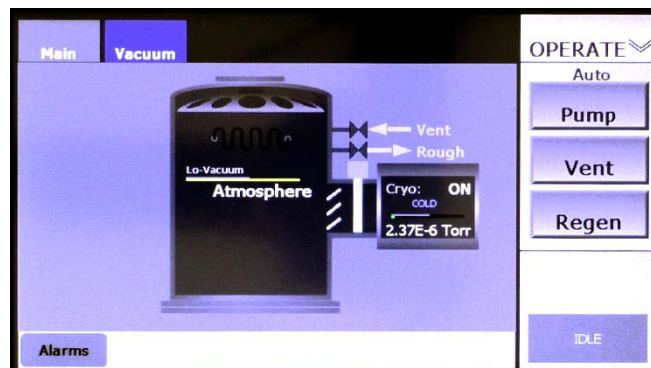 Main
Vacuum
OPERATE
Auto
Pump
Vent
Regen
IDLE
Vent
Rough
Lo-Vacuum
Atmosphere
Cryo: ON
COLD
2.37E-6 Torr
Alarms